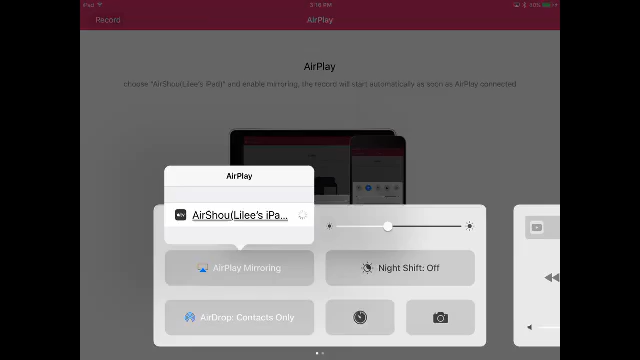 iPad
3:16 PM
40%
Record
AirPlay
AirPlay
choose "AirShou(Lilee's iPad)" and enable mirroring, the record will start automatically as soon as AirPlay connected
AirPlay
AirShou(Lilee's iPa...
AirPlay Mirroring
Night Shift: Off
AirDrop: Contacts Only